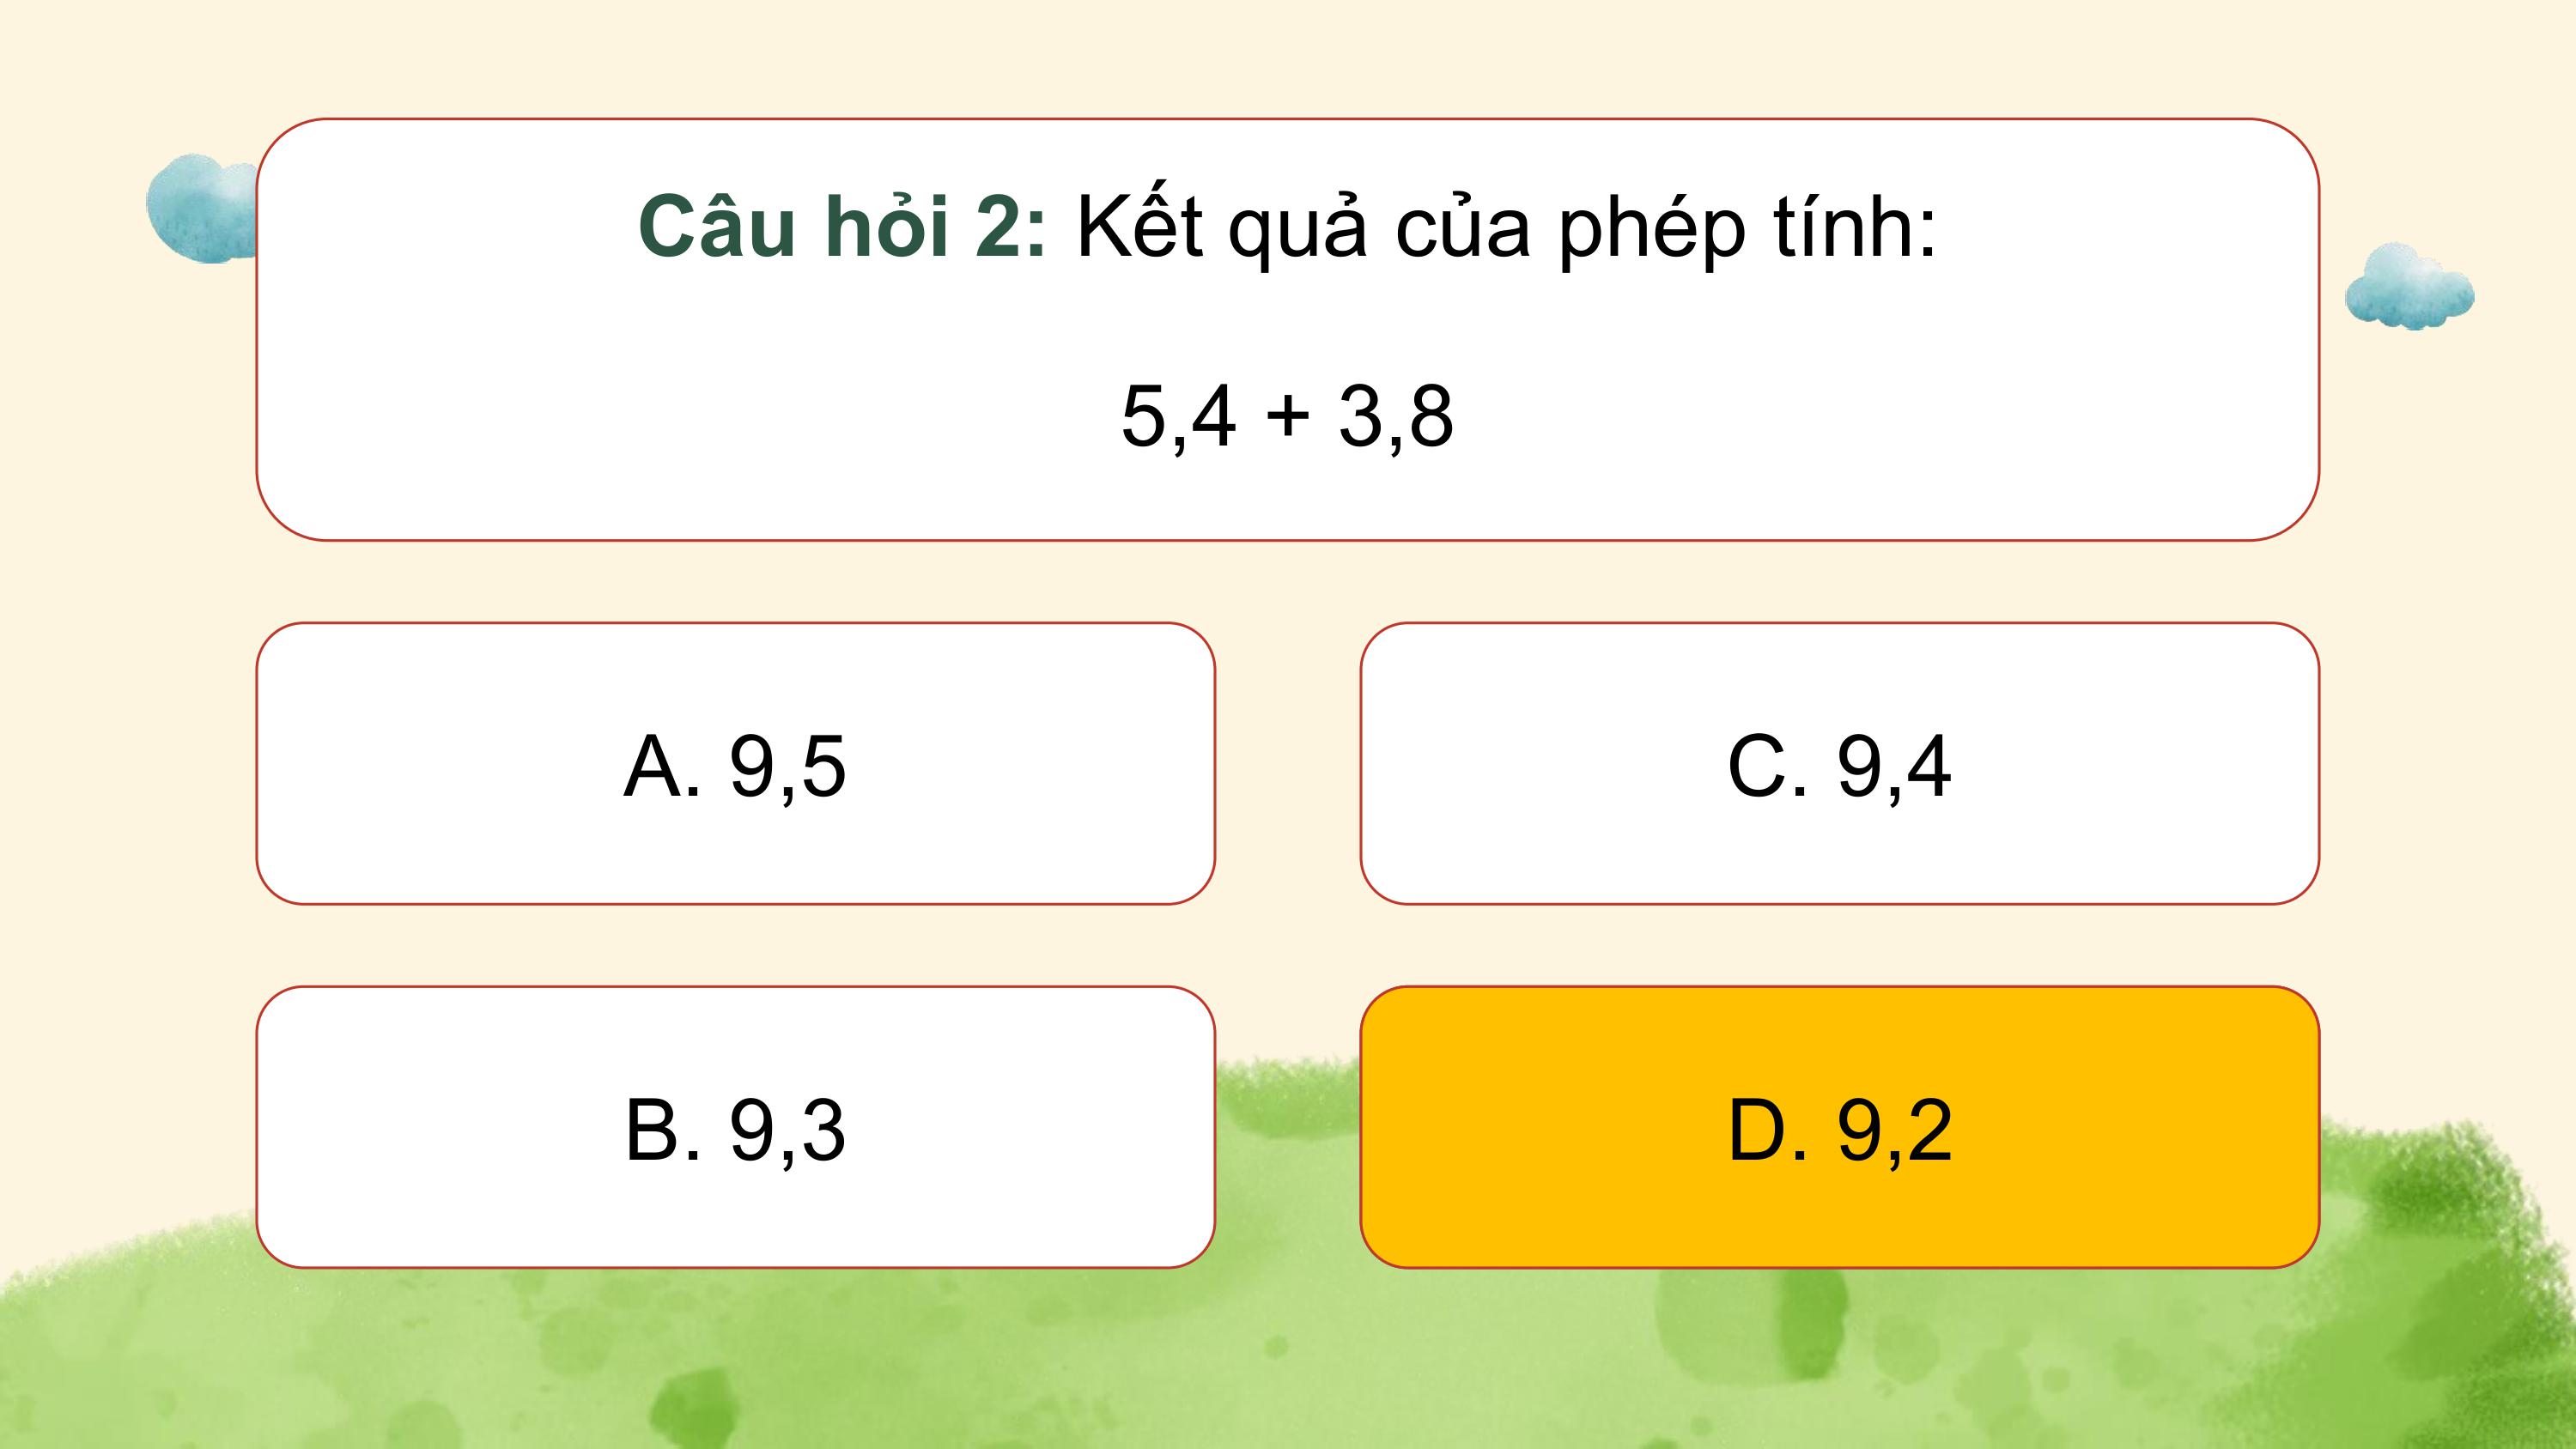 Câu hỏi 2: Kết quả của phép tính:
5,4 + 3,8
A. 9,5
C. 9,4
B. 9,3
D. 9,2